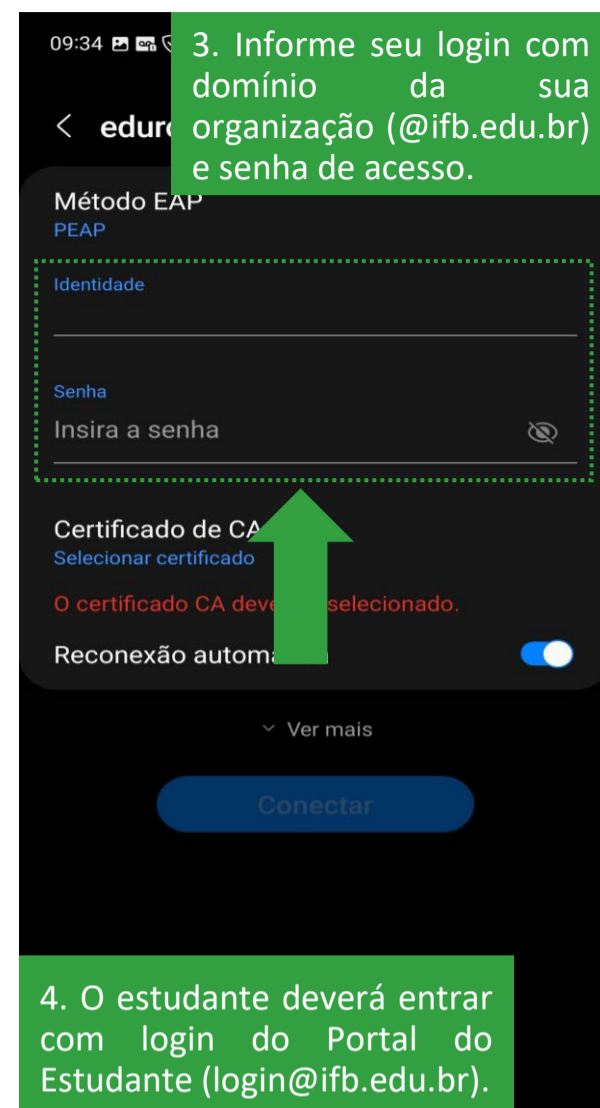 09:34
3. Informe seu login com
domínio da sua
organização (@ifb.edu.br)
e senha de acesso.
Método EAP
PEAP
Identidade
Senha
Insira a senha
Certificado de CA
Selecionar certificado
O certificado CA selecionado.
Reconexão
Ver mais
Conectar
4. O estudante deverá entrar
com login do Portal do
Estudante (login@ifb.edu.br).